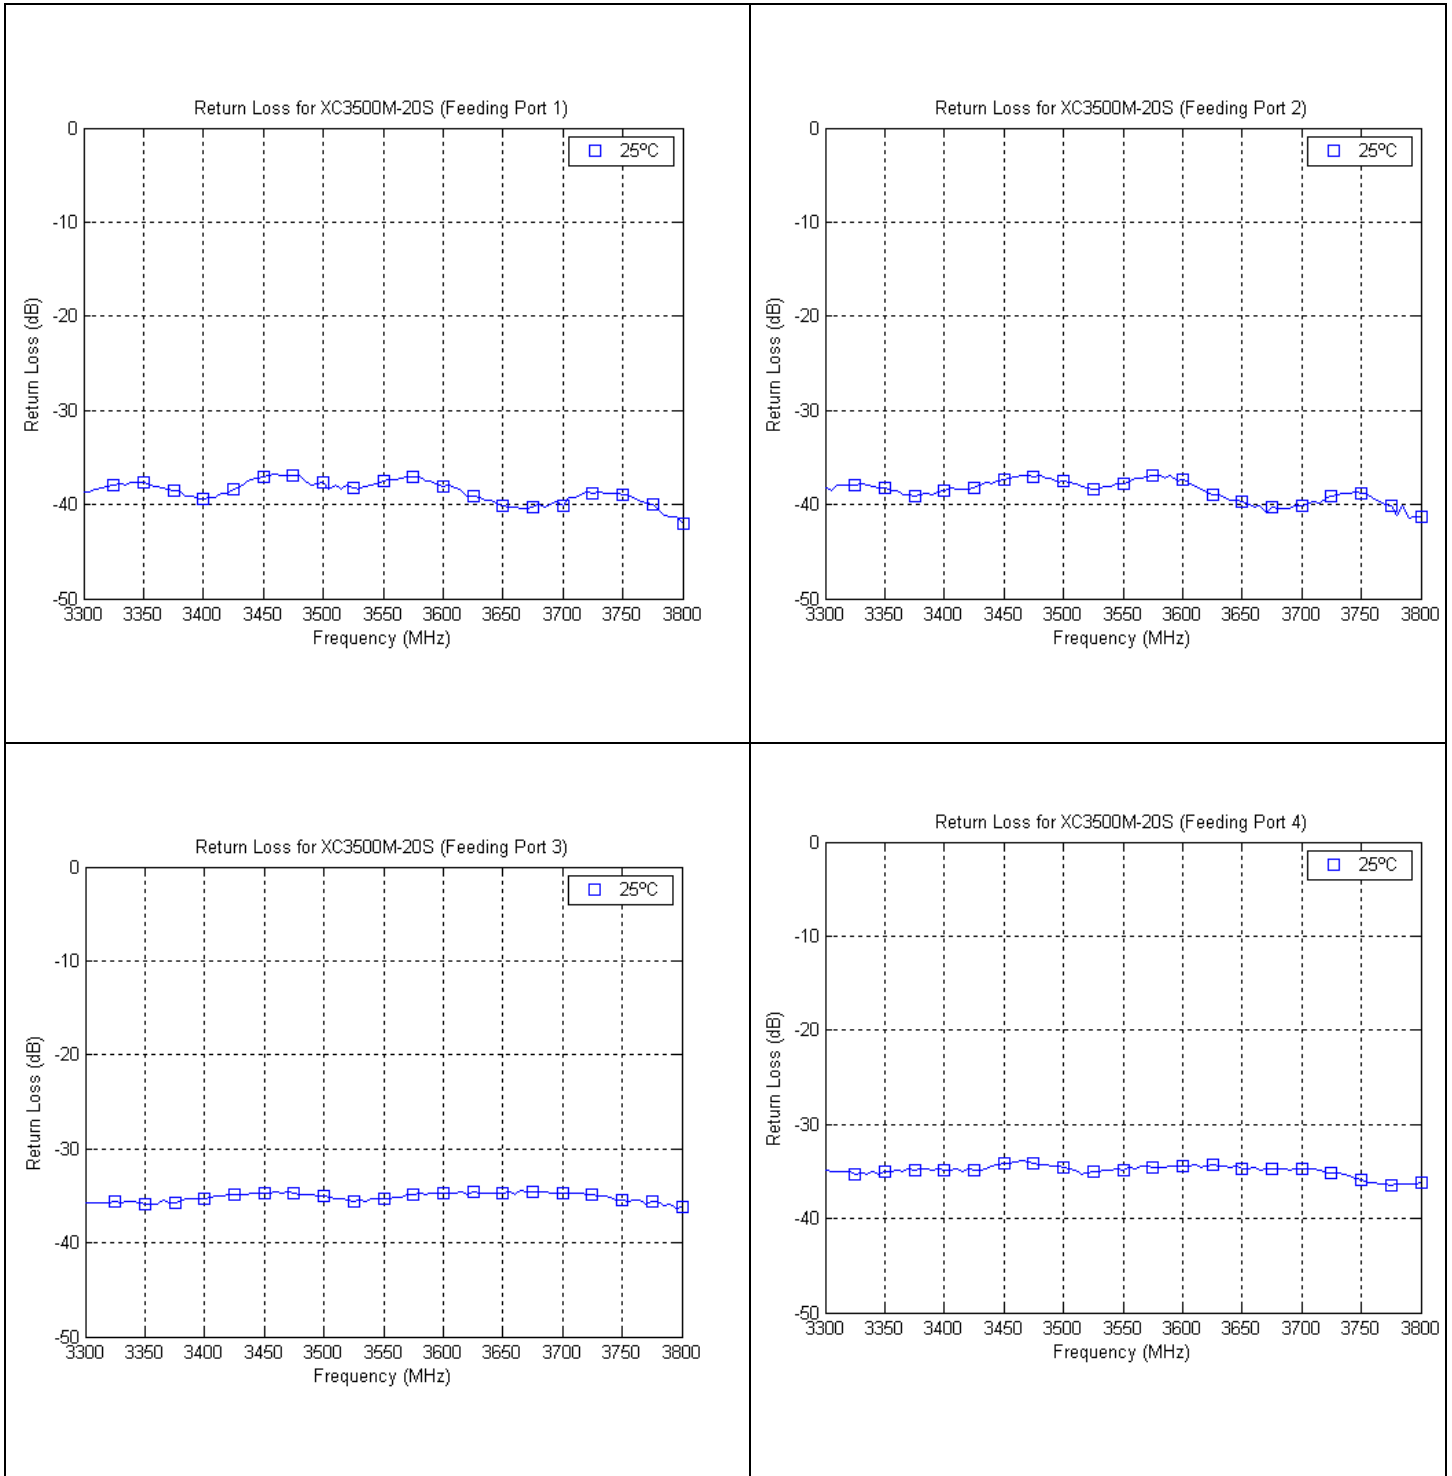 Return Loss for XC3500M-20S (Feeding Port 1)
25ºC
0
-10
-20
-30
-40
-50
Return Loss (dB)
3300 3350 3400 3450 3500 3550 3600 3650 3700 3750 3800
Frequency (MHz)
Return Loss for XC3500M-20S (Feeding Port 2)
25ºC
0
-10
-20
-30
-40
-50
Return Loss (dB)
3300 3350 3400 3450 3500 3550 3600 3650 3700 3750 3800
Frequency (MHz)
Return Loss for XC3500M-20S (Feeding Port 3)
25ºC
0
-10
-20
-30
-40
-50
Return Loss (dB)
3300 3350 3400 3450 3500 3550 3600 3650 3700 3750 3800
Frequency (MHz)
Return Loss for XC3500M-20S (Feeding Port 4)
25ºC
0
-10
-20
-30
-40
-50
Return Loss (dB)
3300 3350 3400 3450 3500 3550 3600 3650 3700 3750 3800
Frequency (MHz)